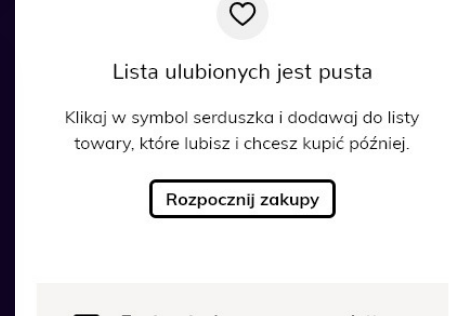 Lista ulubionych jest pusta
Klikaj w symbol serduszka i dodawaj do listy
towary, które lubisz i chcesz kupić później.
Rozpocznij zakupy